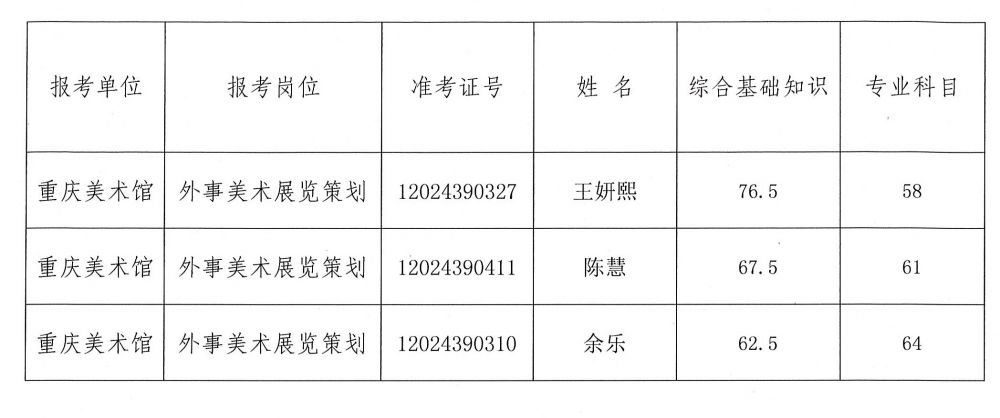 报考单位 报考岗位 准考证号 姓 名 综合基础知识 专业科目
重庆美术馆 外事美术展览策划 12024390327 王妍熙 76.5 58
重庆美术馆 外事美术展览策划 12024390411 陈慧 67.5 61
重庆美术馆 外事美术展览策划 12024390310 余乐 62.5 64